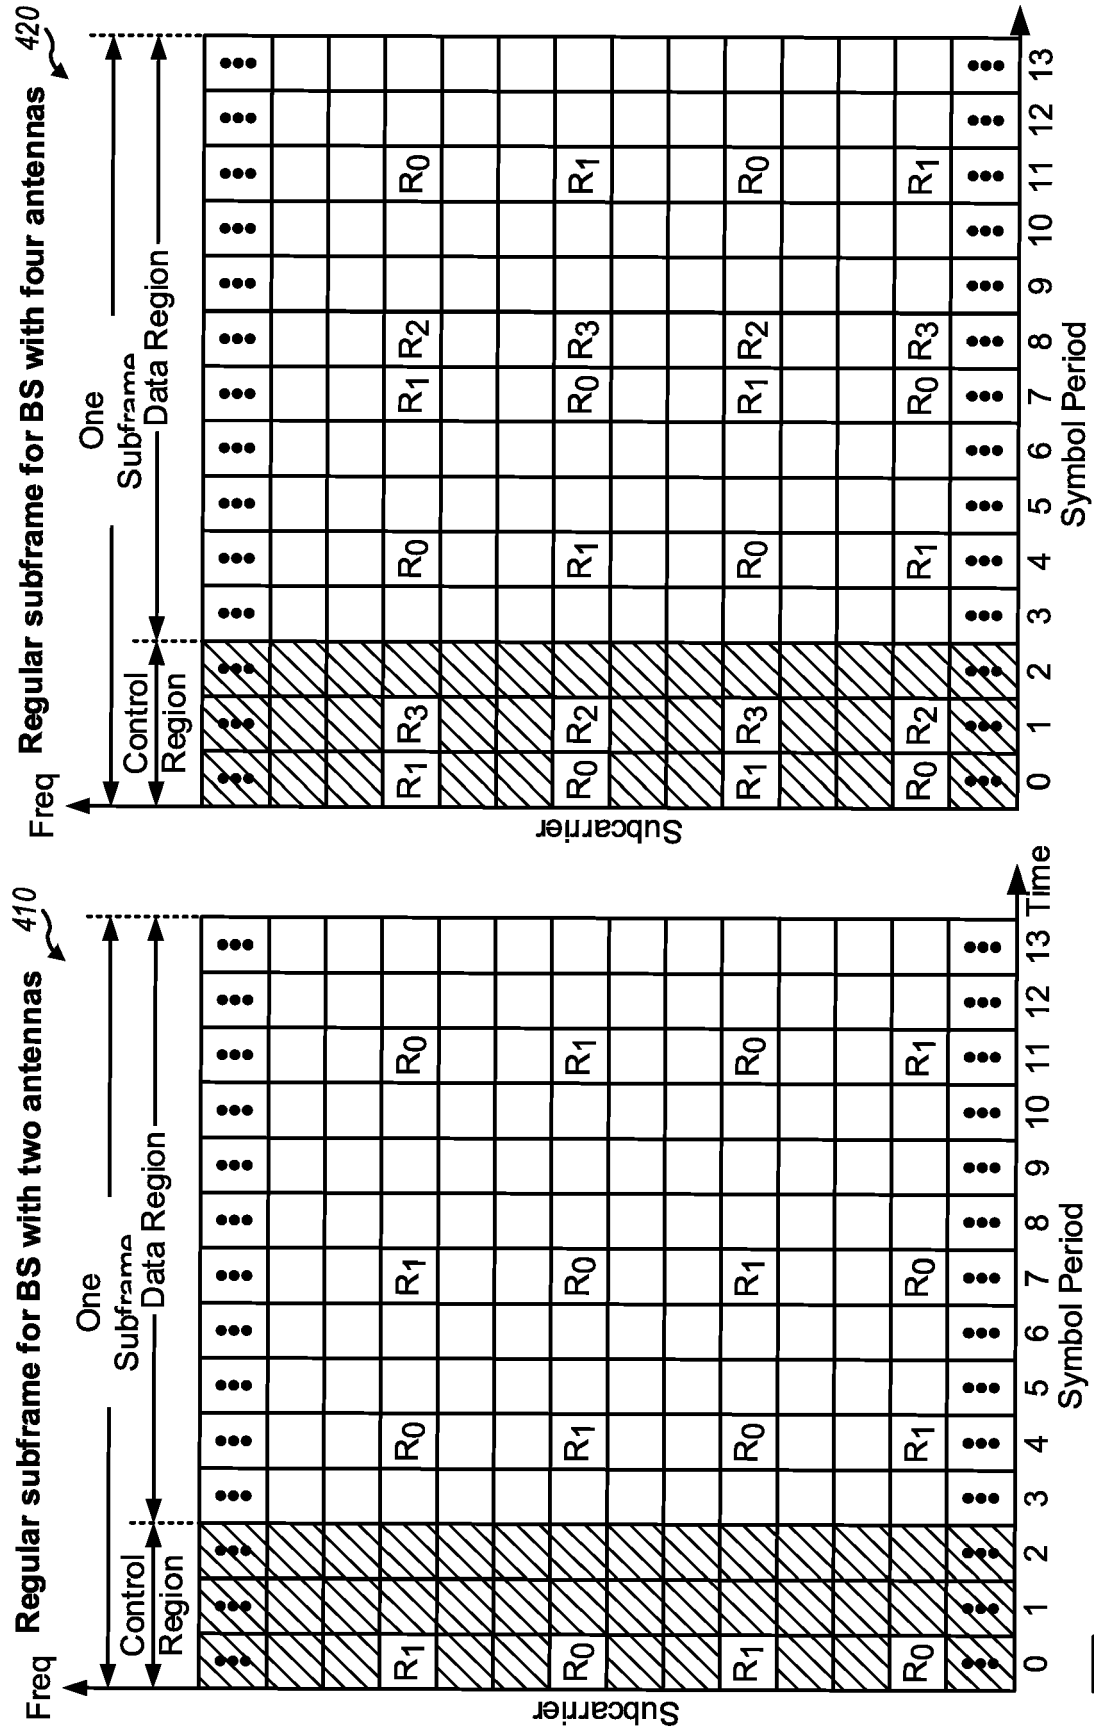 Regular subframe for BS with two antennas 410
Freq
One
Subframe
Control
Region
Data Region
Subcarrier
••• ••• ••• ••• ••• ••• ••• ••• ••• ••• ••• ••• ••• •••
R1 R0 R1 R0
R0 R1 R0 R1
R1 R0 R1 R0
R0 R1 R0 R1
••• ••• ••• ••• ••• ••• ••• ••• ••• ••• ••• ••• ••• •••
0 1 2 3 4 5 6 7 8 9 10 11 12 13
Time
Symbol Period
Regular subframe for BS with four antennas 420
Freq
One
Subframe
Control
Region
Data Region
Subcarrier
••• ••• ••• ••• ••• ••• ••• ••• ••• ••• ••• ••• ••• •••
R1 R3 R0 R1 R2 R0
R0 R2 R1 R0 R3 R1
R1 R3 R0 R1 R2 R0
R0 R2 R1 R0 R3 R1
••• ••• ••• ••• ••• ••• ••• ••• ••• ••• ••• ••• ••• •••
0 1 2 3 4 5 6 7 8 9 10 11 12 13
Symbol Period